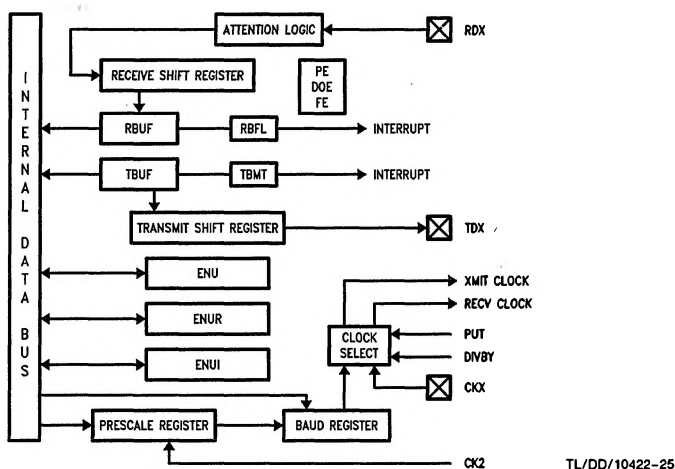 ATTENTION LOGIC
RDX
RECEIVE SHIFT REGISTER
PE
DOE
FE
RBUF
RBFL
INTERRUPT
TBUF
TBMT
INTERRUPT
TRANSMIT SHIFT REGISTER
TDX
INTERNAL DATA BUS
ENU
ENUR
ENUI
XMIT CLOCK
RECV CLOCK
CLOCK
SELECT
PUT
DIVBY
CKX
PRESCALE REGISTER
BAUD REGISTER
CK2
TL/DD/10422-25